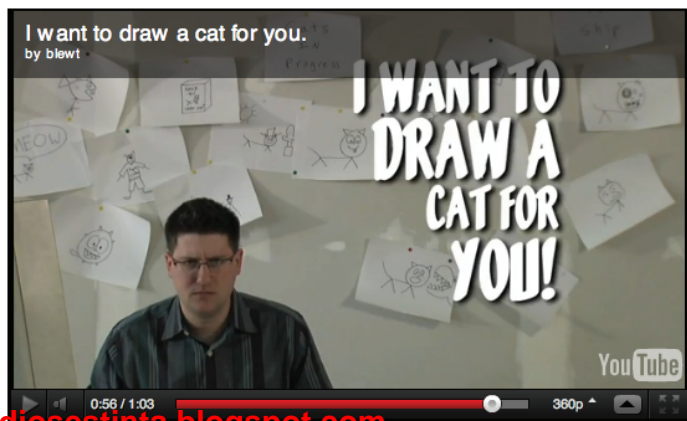 I want to draw a cat for you.
by blewt
Progress
MEOW
I WANT TO
DRAW A
CAT FOR
YOU!
YouTube
0:56 / 1:03
360p